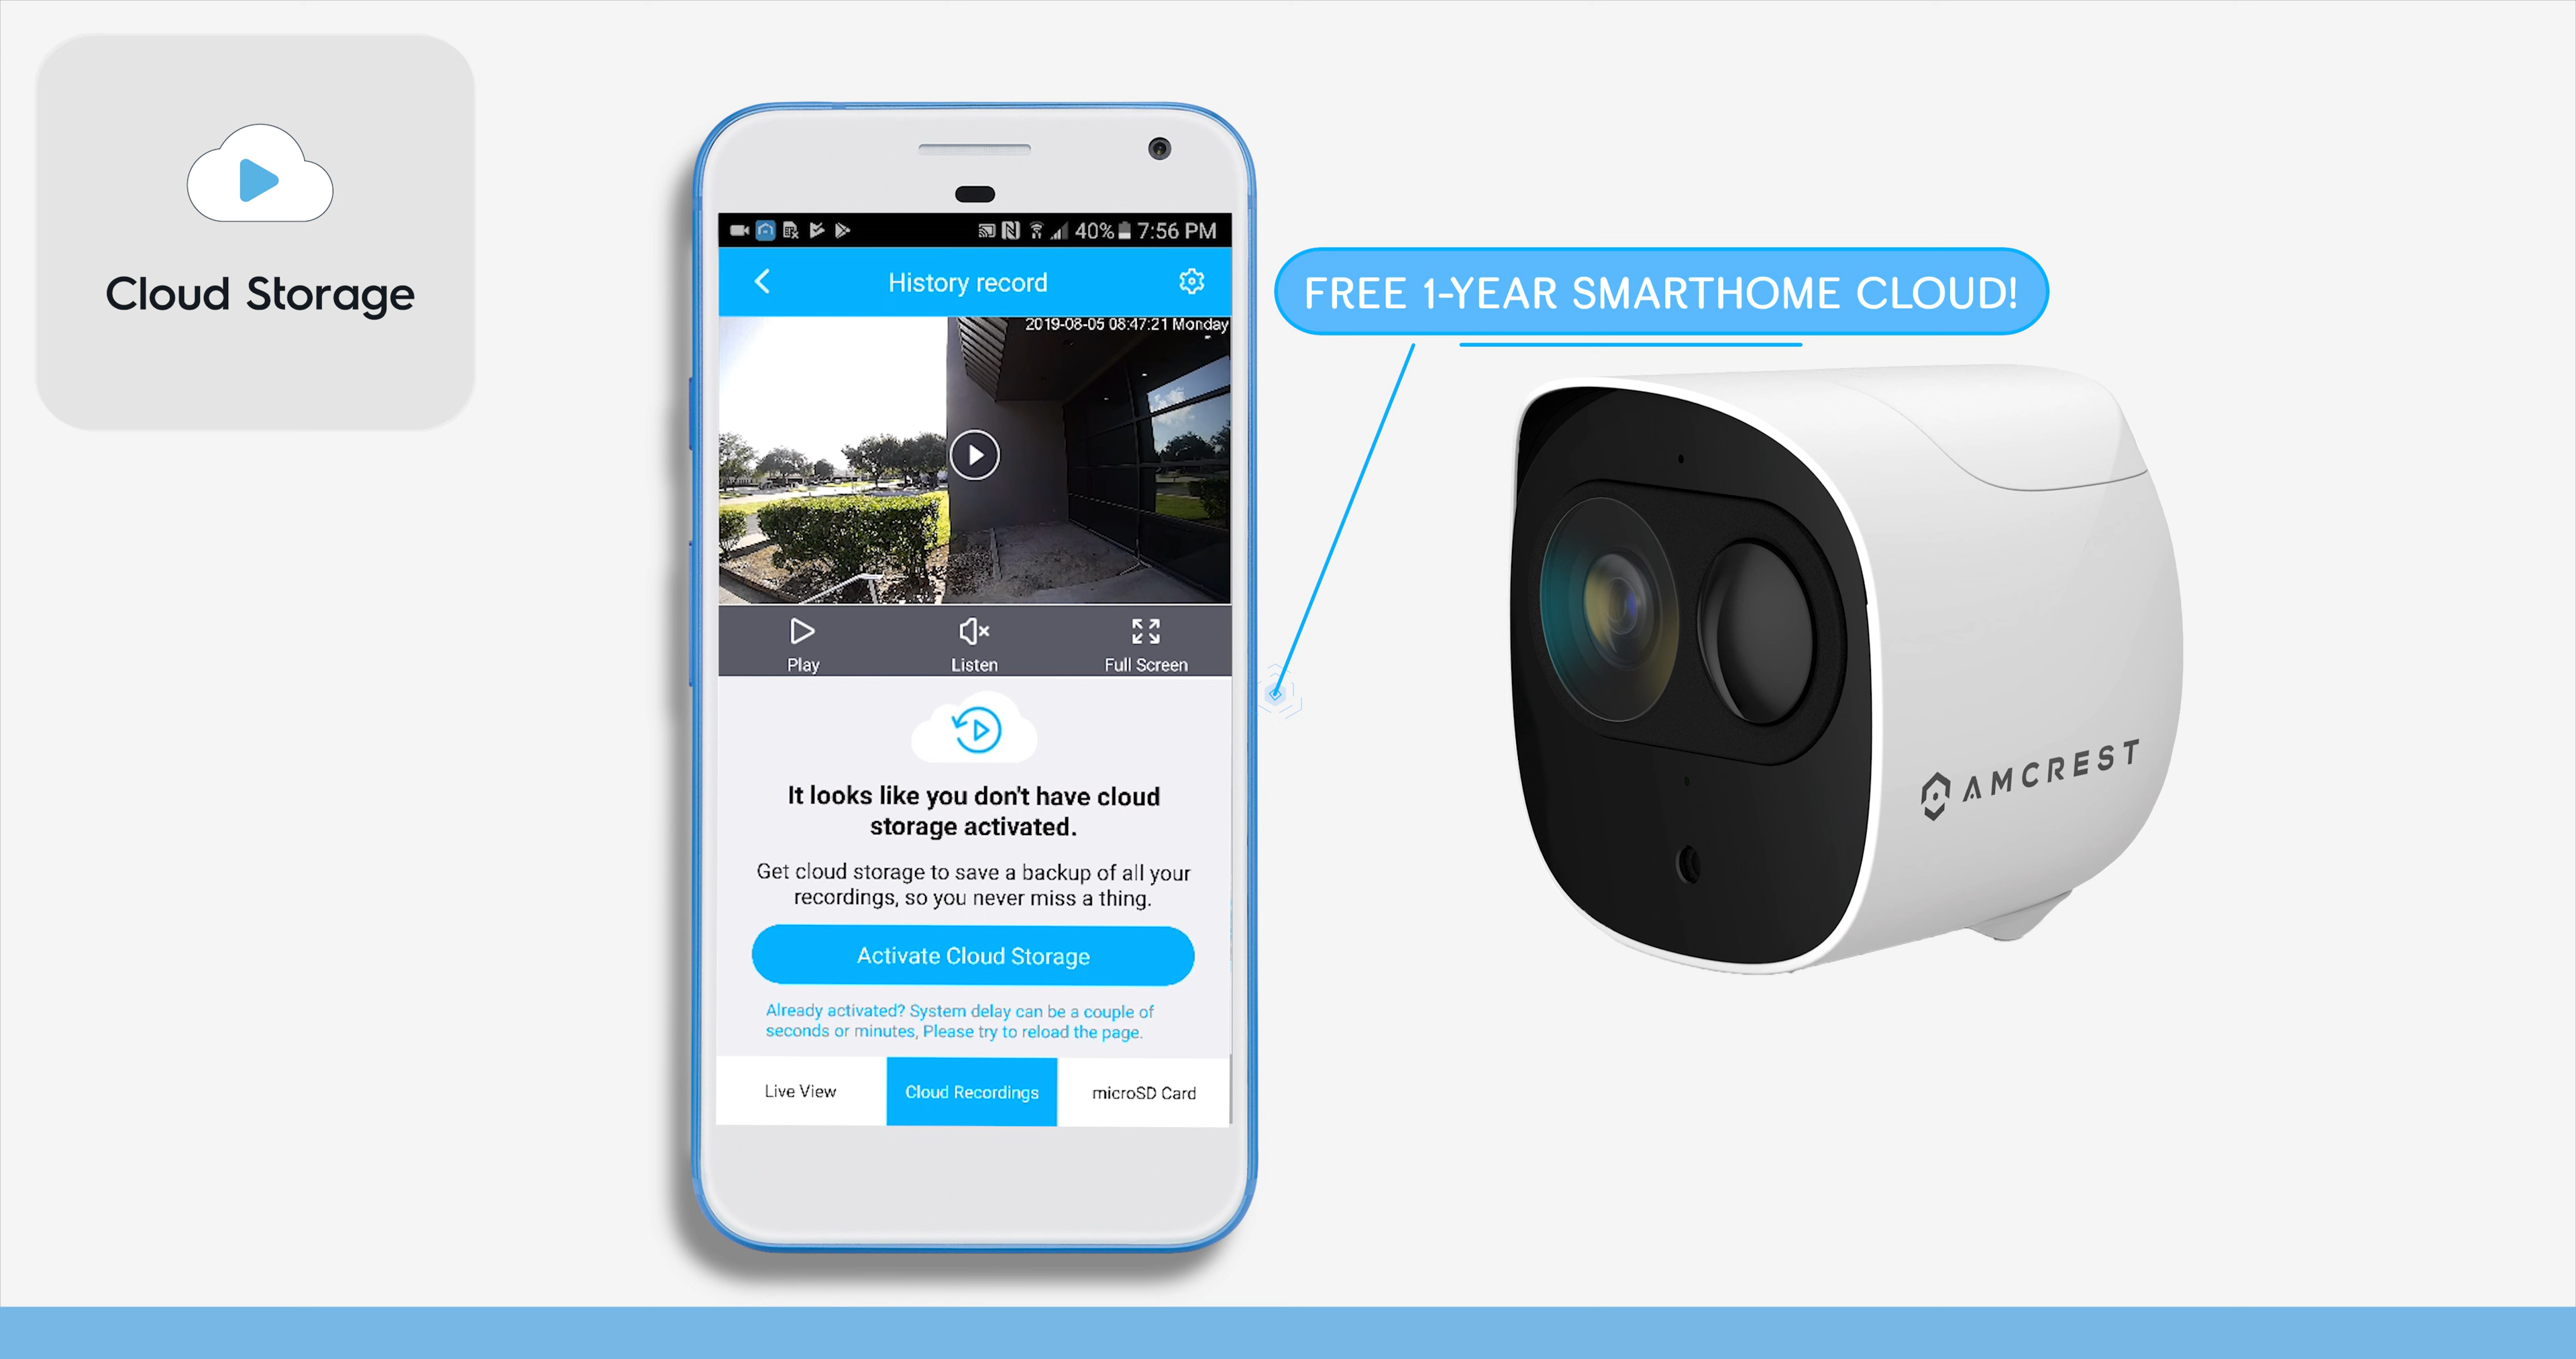 Cloud Storage
40% 7:56 PM
History record
2019-08-05 08:47:21 Monday
Play
Listen
Full Screen
It looks like you don't have cloud
storage activated.
Get cloud storage to save a backup of all your
recordings, so you never miss a thing.
Activate Cloud Storage
Already activated? System delay can be a couple of
seconds or minutes, Please try to reload the page.
Live View
Cloud Recordings
microSD Card
FREE 1-YEAR SMARTHOME CLOUD!
AMCREST